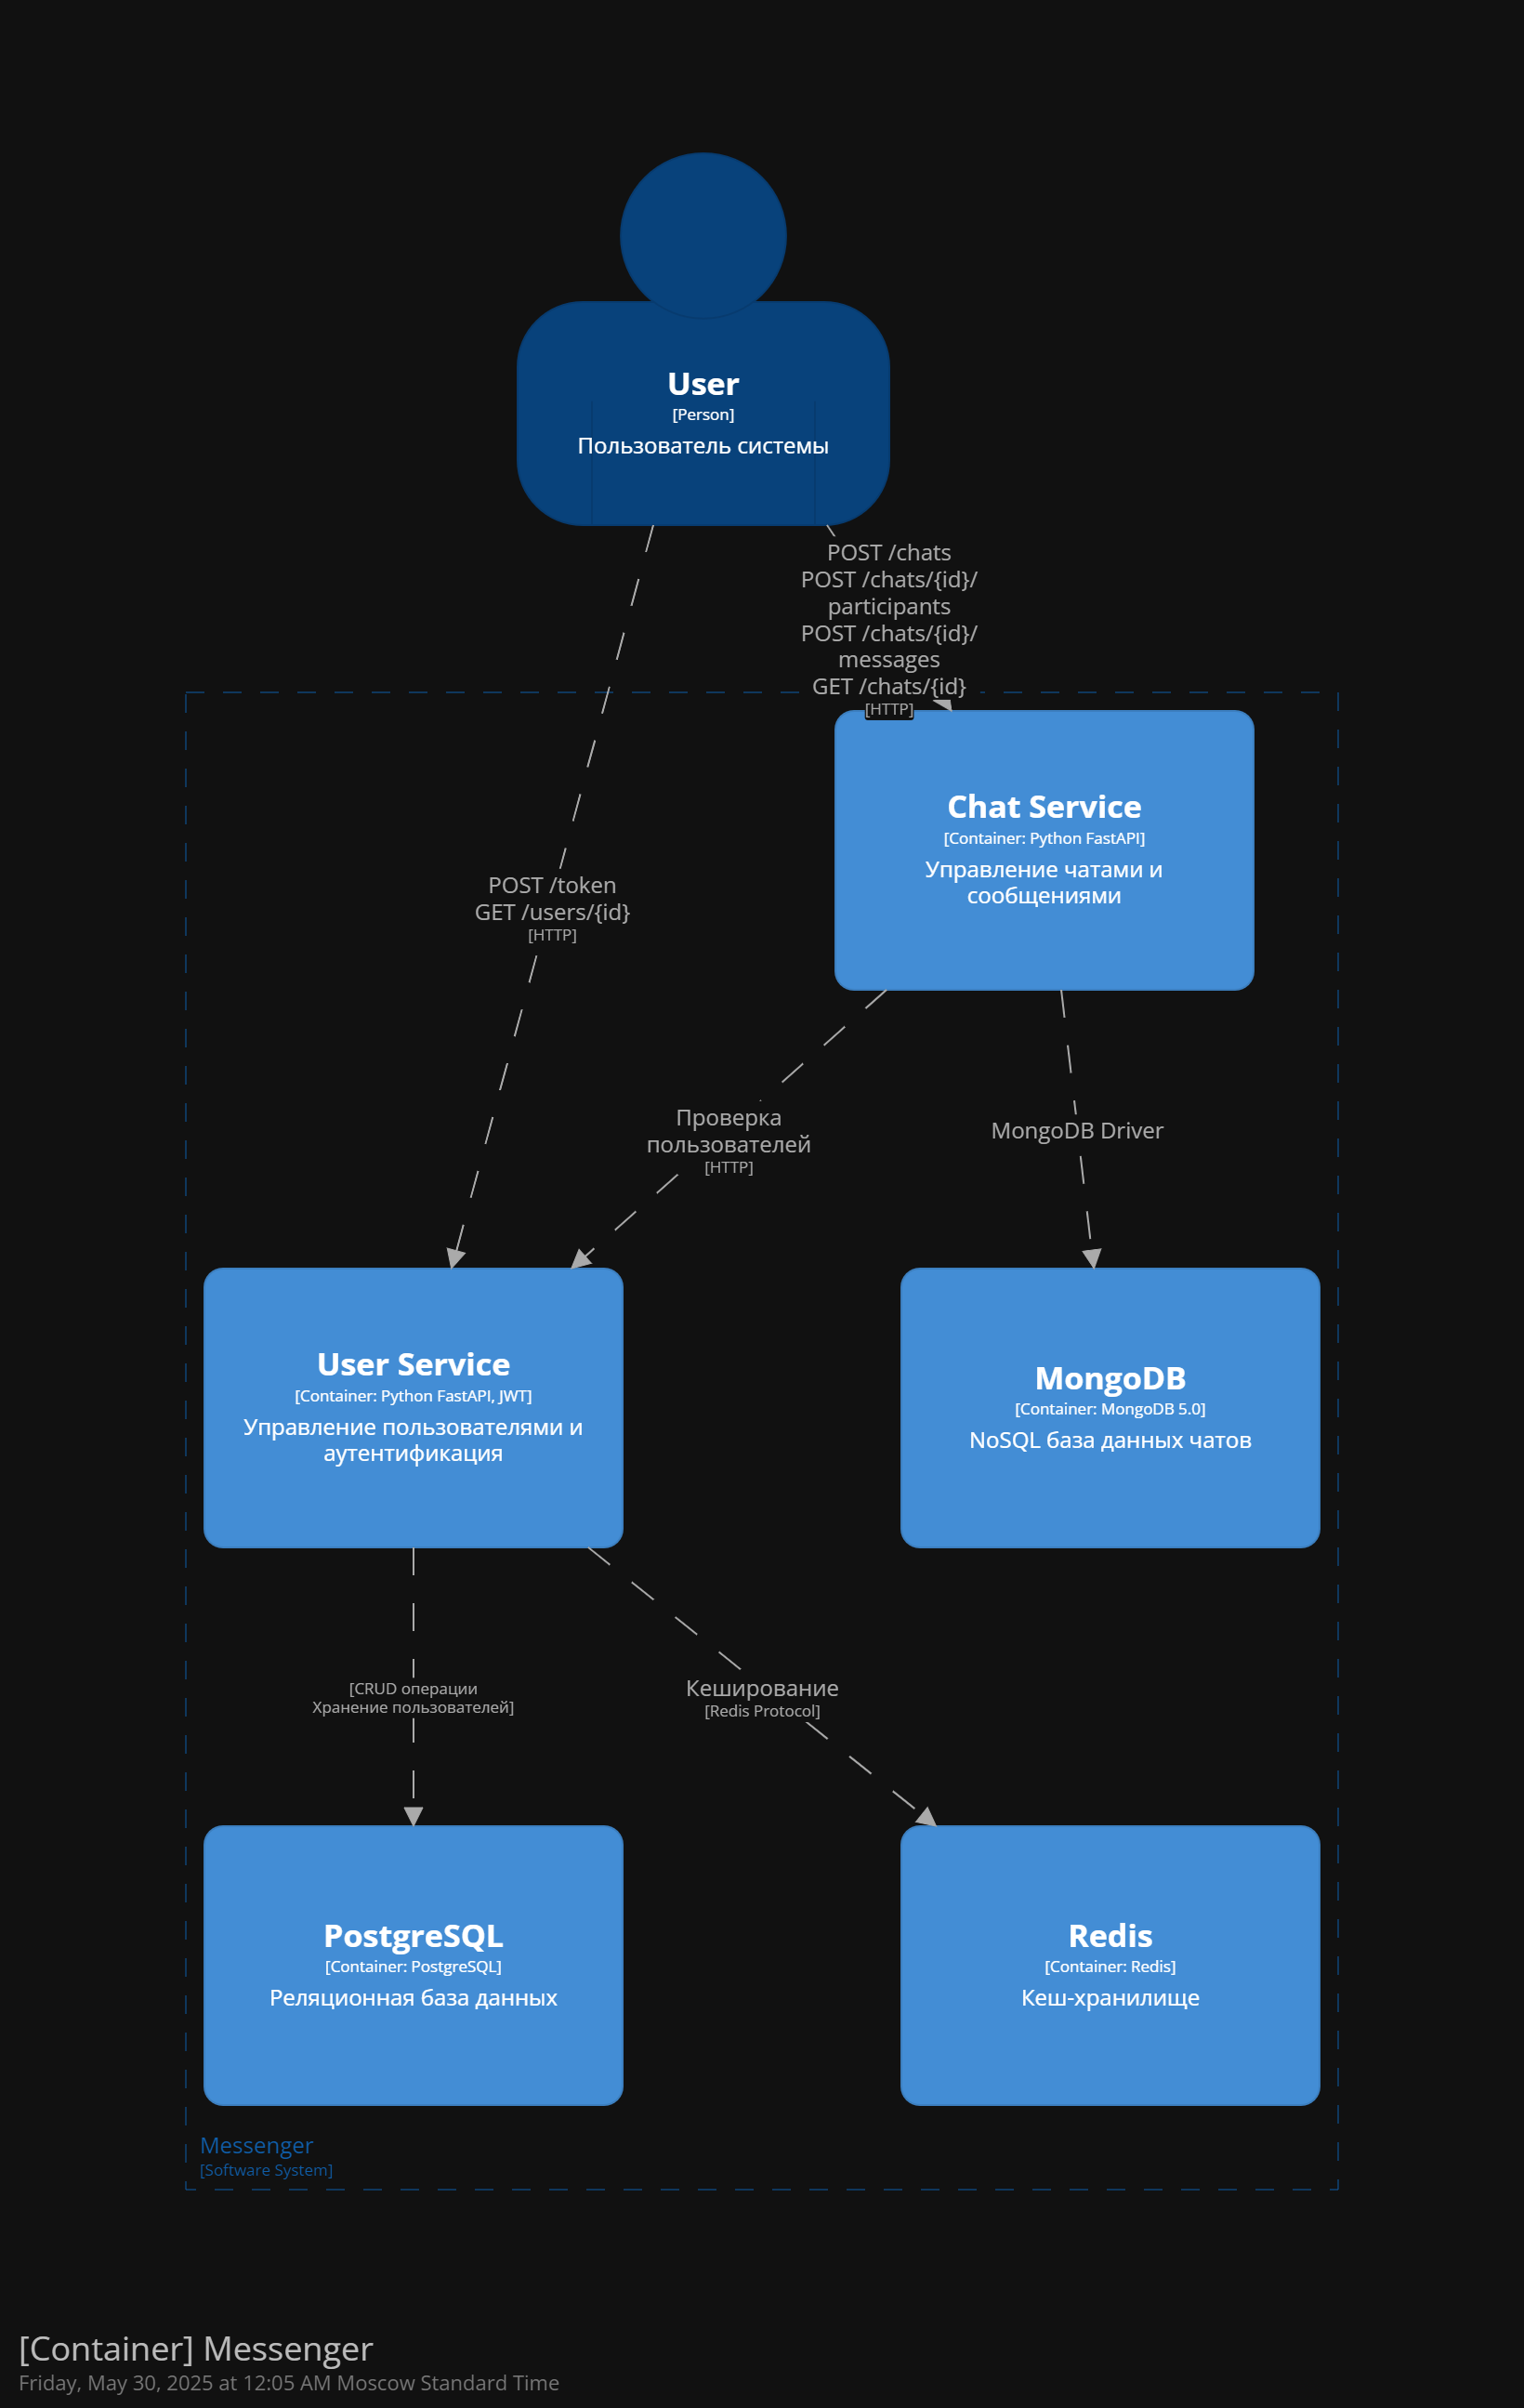 User
[Person]
Пользователь системы
POST /chats
POST /chats/{id}/
participants
POST /chats/{id}/
messages
GET /chats/{id}
[HTTP]
Chat Service
[Container: Python FastAPI]
Управление чатами и
сообщениями
POST /token
GET /users/{id}
[HTTP]
Проверка
пользователей
[HTTP]
MongoDB Driver
User Service
[Container: Python FastAPI, JWT]
Управление пользователями и
аутентификация
MongoDB
[Container: MongoDB 5.0]
NoSQL база данных чатов
[CRUD операции
Хранение пользователей]
Кеширование
[Redis Protocol]
PostgreSQL
[Container: PostgreSQL]
Реляционная база данных
Redis
[Container: Redis]
Кеш-хранилище
Messenger
[Software System]
[Container] Messenger
Friday, May 30, 2025 at 12:05 AM Moscow Standard Time